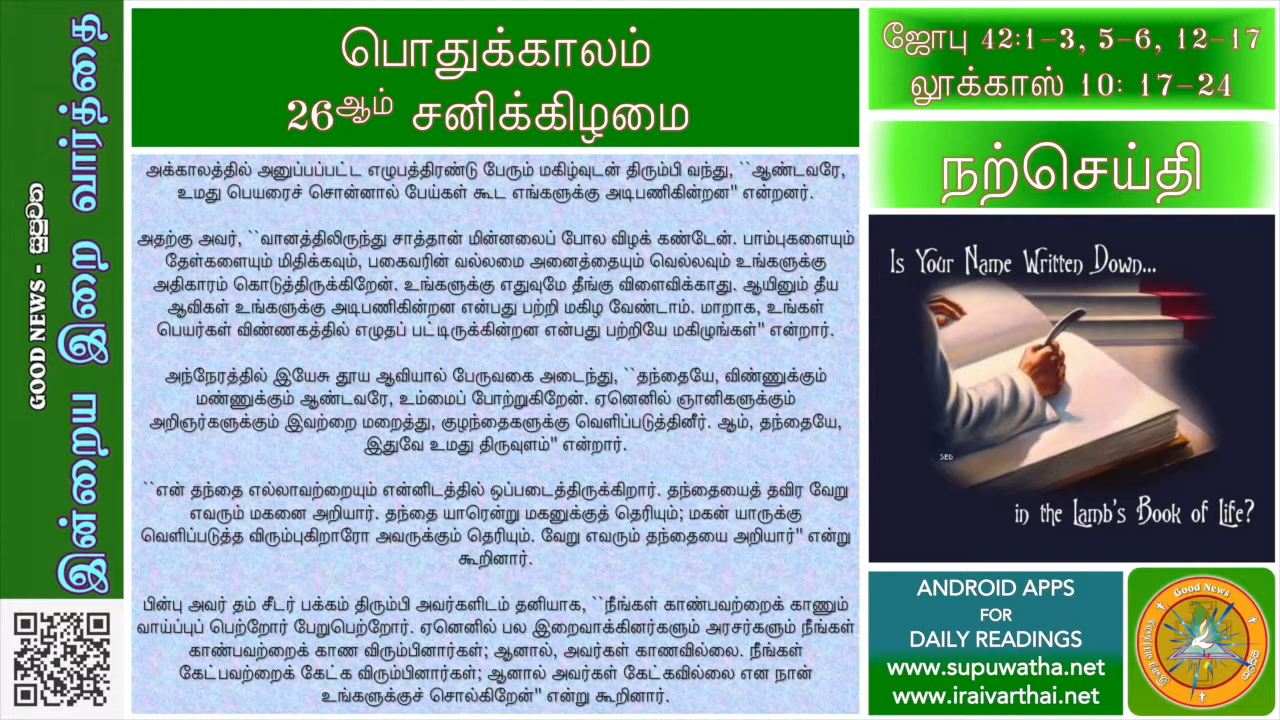 GOOD NEWS - සුපුවත
இன்றைய இறை வார்த்தை
பொதுக்காலம்
26ஆம் சனிக்கிழமை
ஜோபு 42:1-3, 5-6, 12-17
லூக்காஸ் 10: 17-24
நற்செய்தி
அக்காலத்தில் அனுப்பப்பட்ட எழுபத்திரண்டு பேரும் மகிழ்வுடன் திரும்பி வந்து, ``ஆண்டவரே,
உமது பெயரைச் சொன்னால் பேய்கள் கூட எங்களுக்கு அடிபணிகின்றன" என்றனர்.
அதற்கு அவர், ``வானத்திலிருந்து சாத்தான் மின்னலைப் போல விழக் கண்டேன். பாம்புகளையும்
தேள்களையும் மிதிக்கவும், பகைவரின் வல்லமை அனைத்தையும் வெல்லவும் உங்களுக்கு
அதிகாரம் கொடுத்திருக்கிறேன். உங்களுக்கு எதுவுமே தீங்கு விளைவிக்காது. ஆயினும் தீய
ஆவிகள் உங்களுக்கு அடிபணிகின்றன என்பது பற்றி மகிழ வேண்டாம். மாறாக, உங்கள்
பெயர்கள் விண்ணகத்தில் எழுதப் பட்டிருக்கின்றன என்பது பற்றியே மகிழுங்கள்" என்றார்.
அந்நேரத்தில் இயேசு தூய ஆவியால் பேருவகை அடைந்து, ``தந்தையே, விண்ணுக்கும்
மண்ணுக்கும் ஆண்டவரே, உம்மைப் போற்றுகிறேன். ஏனெனில் ஞானிகளுக்கும்
அறிஞர்களுக்கும் இவற்றை மறைத்து, குழந்தைகளுக்கு வெளிப்படுத்தினீர். ஆம், தந்தையே,
இதுவே உமது திருவுளம்" என்றார்.
``என் தந்தை எல்லாவற்றையும் என்னிடத்தில் ஒப்படைத்திருக்கிறார். தந்தையைத் தவிர வேறு
எவரும் மகனை அறியார். தந்தை யாரென்று மகனுக்குத் தெரியும்; மகன் யாருக்கு
வெளிப்படுத்த விரும்புகிறாரோ அவருக்கும் தெரியும். வேறு எவரும் தந்தையை அறியார்" என்று
கூறினார்.
பின்பு அவர் தம் சீடர் பக்கம் திரும்பி அவர்களிடம் தனியாக, ``நீங்கள் காண்பவற்றைக் காணும்
வாய்ப்புப் பெற்றோர் பேறுபெற்றோர். ஏனெனில் பல இறைவாக்கினர்களும் அரசர்களும் நீங்கள்
காண்பவற்றைக் காண விரும்பினார்கள்; ஆனால், அவர்கள் காணவில்லை. நீங்கள்
கேட்பவற்றைக் கேட்க விரும்பினார்கள்; ஆனால் அவர்கள் கேட்கவில்லை என நான்
உங்களுக்குச் சொல்கிறேன்" என்று கூறினார்.
Is Your Name Written Down...
SED
in the Lamb's Book of Life?
ANDROID APPS
FOR
DAILY READINGS
www.supuwatha.net
www.iraivarthai.net
Good News